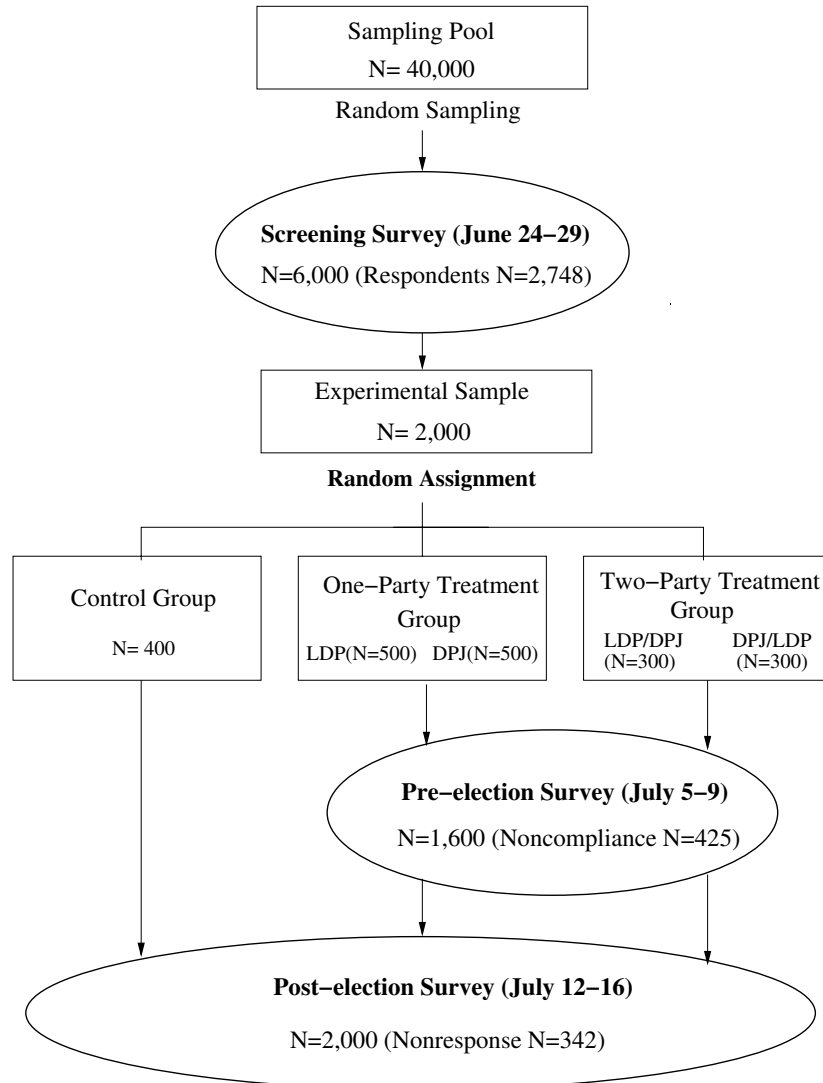 Sampling Pool
N= 40,000
Random Sampling
Screening Survey (June 24−29)
N=6,000 (Respondents N=2,748)
Experimental Sample
N= 2,000
Random Assignment
Control Group
N= 400
One−Party Treatment
Group
LDP(N=500) DPJ(N=500)
Two−Party Treatment
Group
LDP/DPJ DPJ/LDP
(N=300) (N=300)
Pre−election Survey (July 5−9)
N=1,600 (Noncompliance N=425)
Post−election Survey (July 12−16)
N=2,000 (Nonresponse N=342)